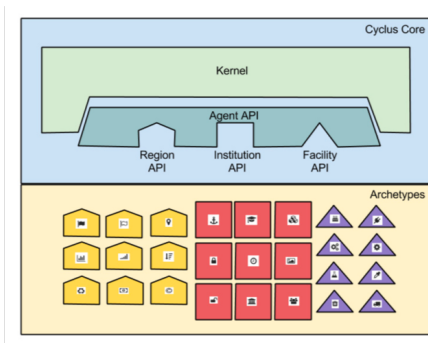 Cyclus Core
Kernel
Agent API
Region
API
Institution
API
Facility
API
Archetypes